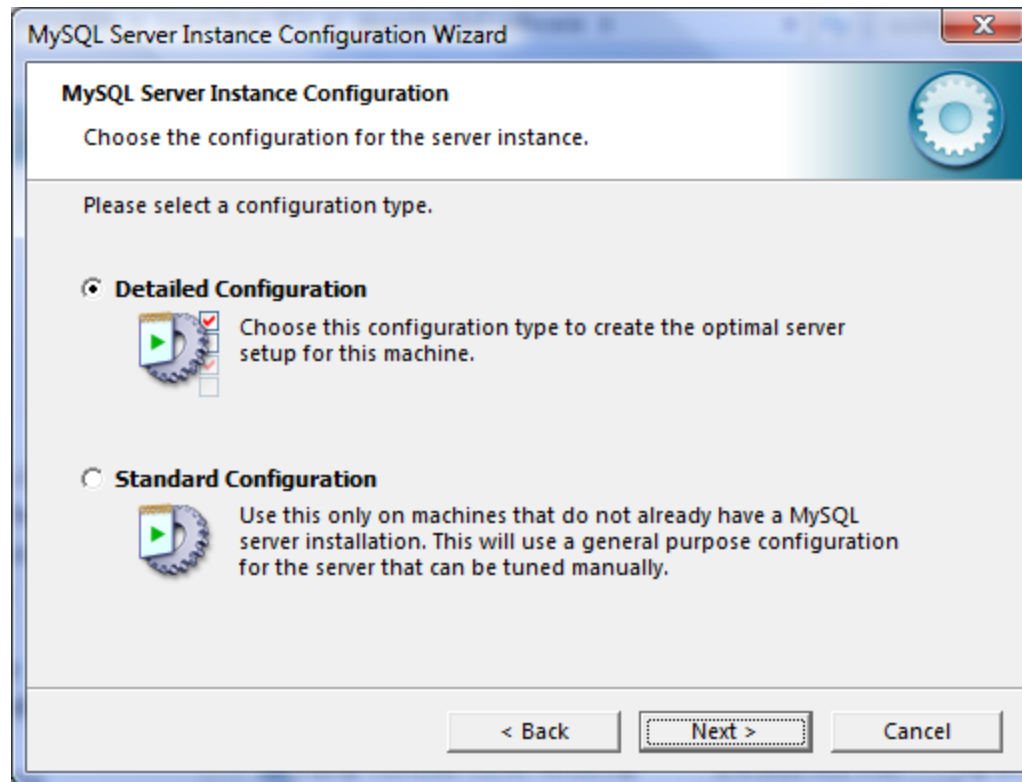 MySQL Server Instance Configuration Wizard
MySQL Server Instance Configuration
Choose the configuration for the server instance.
Please select a configuration type.
Detailed Configuration
Choose this configuration type to create the optimal server
setup for this machine.
Standard Configuration
Use this only on machines that do not already have a MySQL
server installation. This will use a general purpose configuration
for the server that can be tuned manually.
< Back
Next >
Cancel